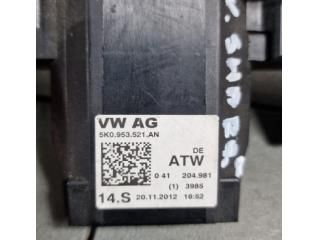 VW AG
5K0.953.521.AN
DE
ATW
0 41 204.981
(1) 3985
14.S 20.11.2012 16:52